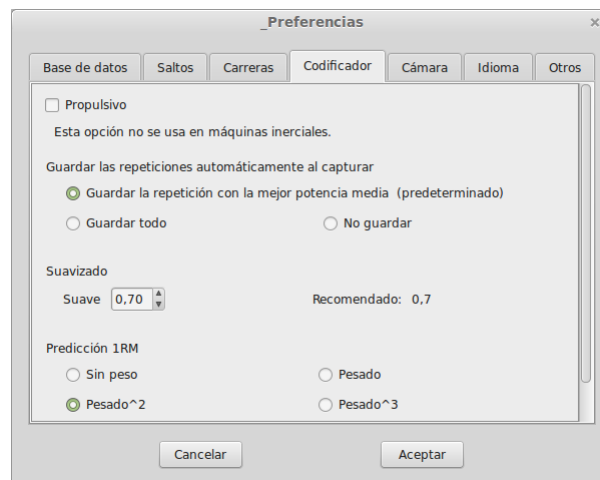 _Preferencias
Base de datos Saltos Carreras Codificador Cámara Idioma Otros
Propulsivo
Esta opción no se usa en máquinas inerciales.
Guardar las repeticiones automáticamente al capturar
Guardar la repetición con la mejor potencia media (predeterminado)
Guardar todo No guardar
Suavizado
Suave 0,70 Recomendado: 0,7
Predicción 1RM
Sin peso Pesado
Pesado^2 Pesado^3
Cancelar Aceptar